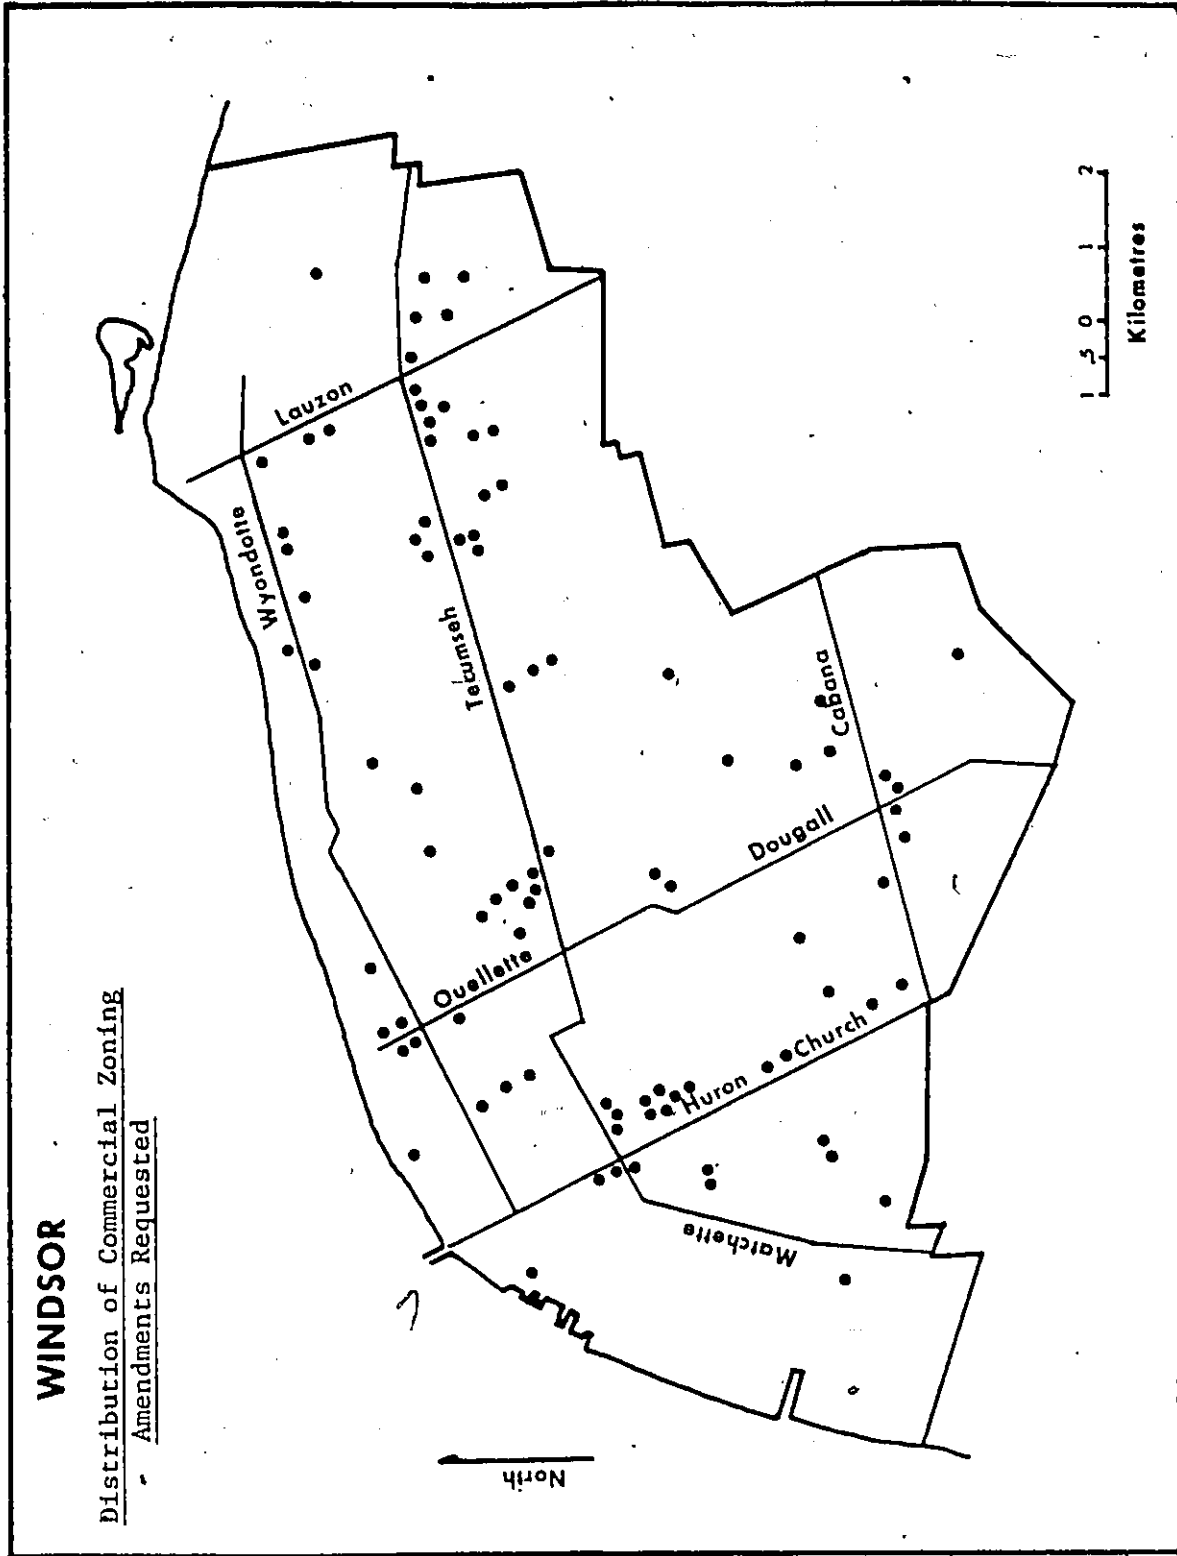 WINDSOR
Distribution of Commercial Zoning
- Amendments Requested
Wyondotte
Lauzon
Tecumseh
Ouellette
Dougall
Cabana
Huron Church
Matchette
North
1 .5 0 1 2
Kilometres